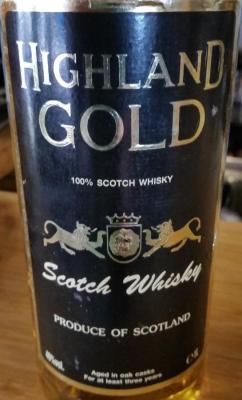 HIGHLAND
GOLD
100% SCOTCH WHISKY
Scotch Whisky
PRODUCE OF SCOTLAND
Aged in oak casks
For at least three years